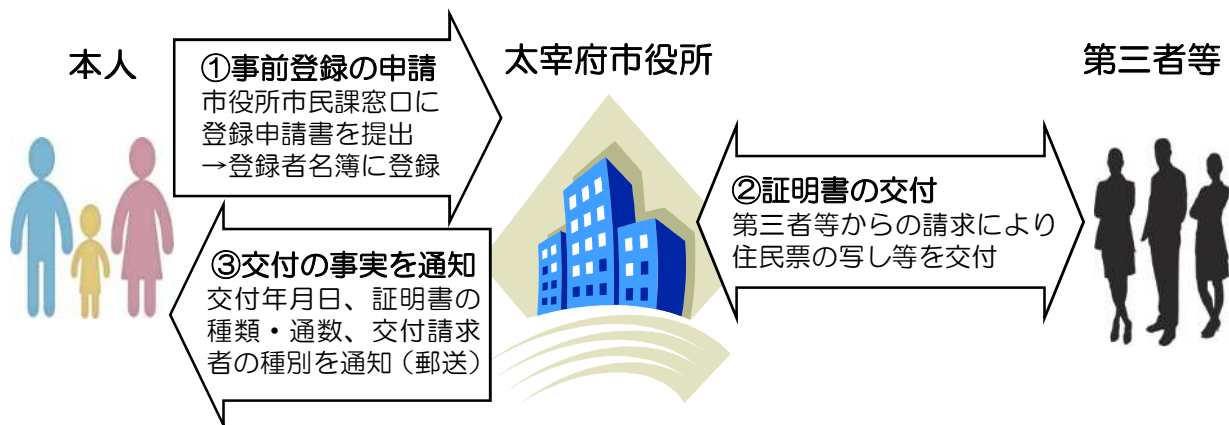 本人
①事前登録の申請
市役所市民課窓口に
登録申請書を提出
→登録者名簿に登録
太宰府市役所
第三者等
②証明書の交付
第三者等からの請求により
住民票の写し等を交付
③交付の事実を通知
交付年月日、証明書の
種類・通数、交付請求
者の種別を通知（郵送）